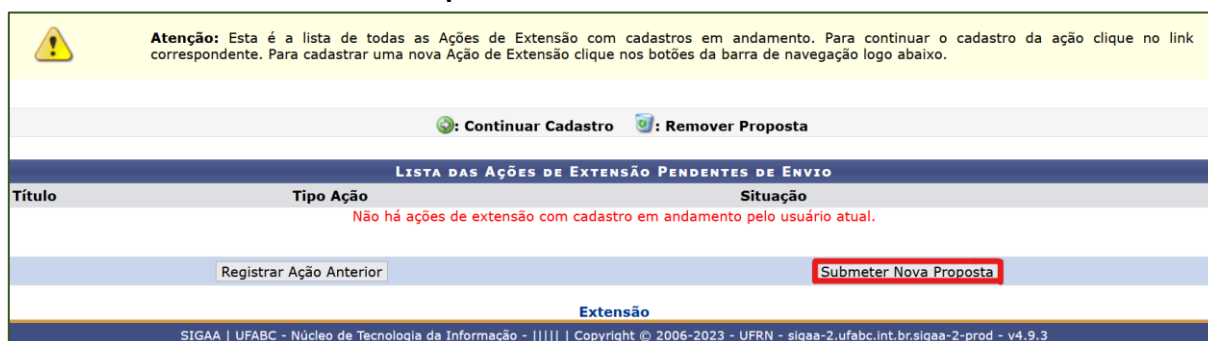 Atenção: Esta é a lista de todas as Ações de Extensão com cadastros em andamento. Para continuar o cadastro da ação clique no link
correspondente. Para cadastrar uma nova Ação de Extensão clique nos botões da barra de navegação logo abaixo.
: Continuar Cadastro : Remover Proposta
Lista das Ações de Extensão Pendentes de Envio
Título Tipo Ação Situação
Não há ações de extensão com cadastro em andamento pelo usuário atual.
Registrar Ação Anterior Submeter Nova Proposta
Extensão
SIGAA | UFABC - Núcleo de Tecnologia da Informação - ||||| | Copyright © 2006-2023 - UFRN - sigaa-2.ufabc.int.br.sigaa-2-prod - v4.9.3